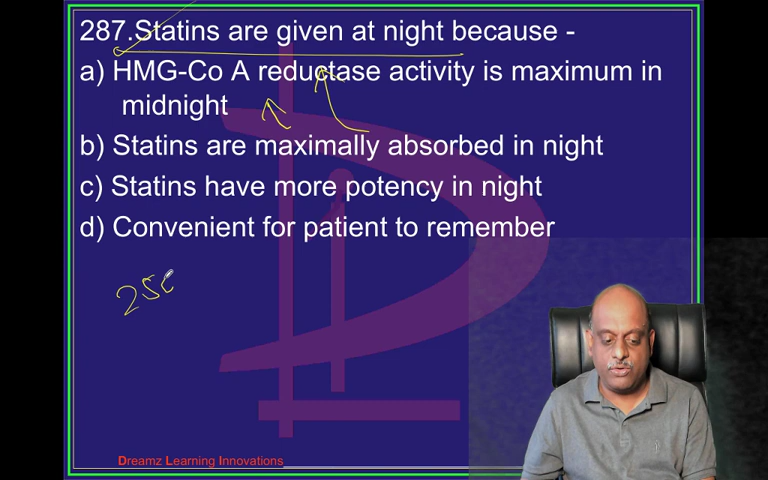 287.Statins are given at night because -
a) HMG-Co A reductase activity is maximum in
midnight
b) Statins are maximally absorbed in night
c) Statins have more potency in night
d) Convenient for patient to remember
Dreamz Learning Innovations